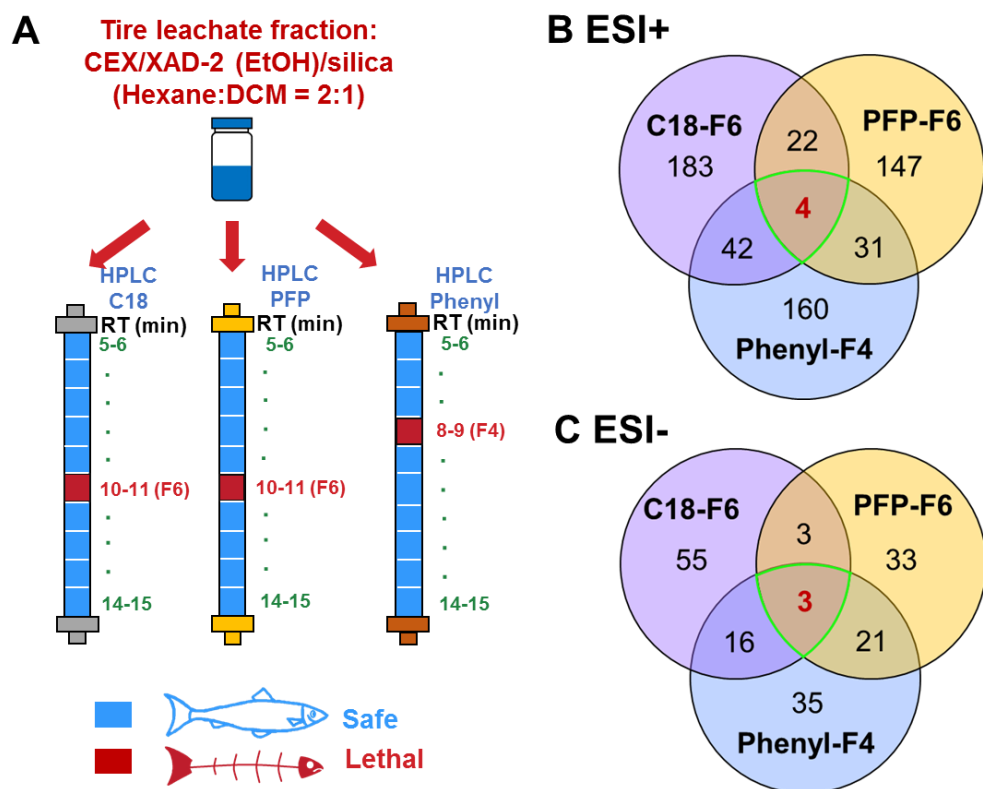 A
Tire leachate fraction:
CEX/XAD-2 (EtOH)/silica
(Hexane:DCM = 2:1)
HPLC
C18
RT (min)
5-6
10-11 (F6)
14-15
HPLC
PFP
RT (min)
5-6
10-11 (F6)
14-15
HPLC
Phenyl
RT (min)
5-6
8-9 (F4)
14-15
Safe
Lethal
B ESI+
C18-F6
183
22
PFP-F6
147
4
42
31
160
Phenyl-F4
C ESI-
C18-F6
55
3
PFP-F6
33
3
16
21
35
Phenyl-F4